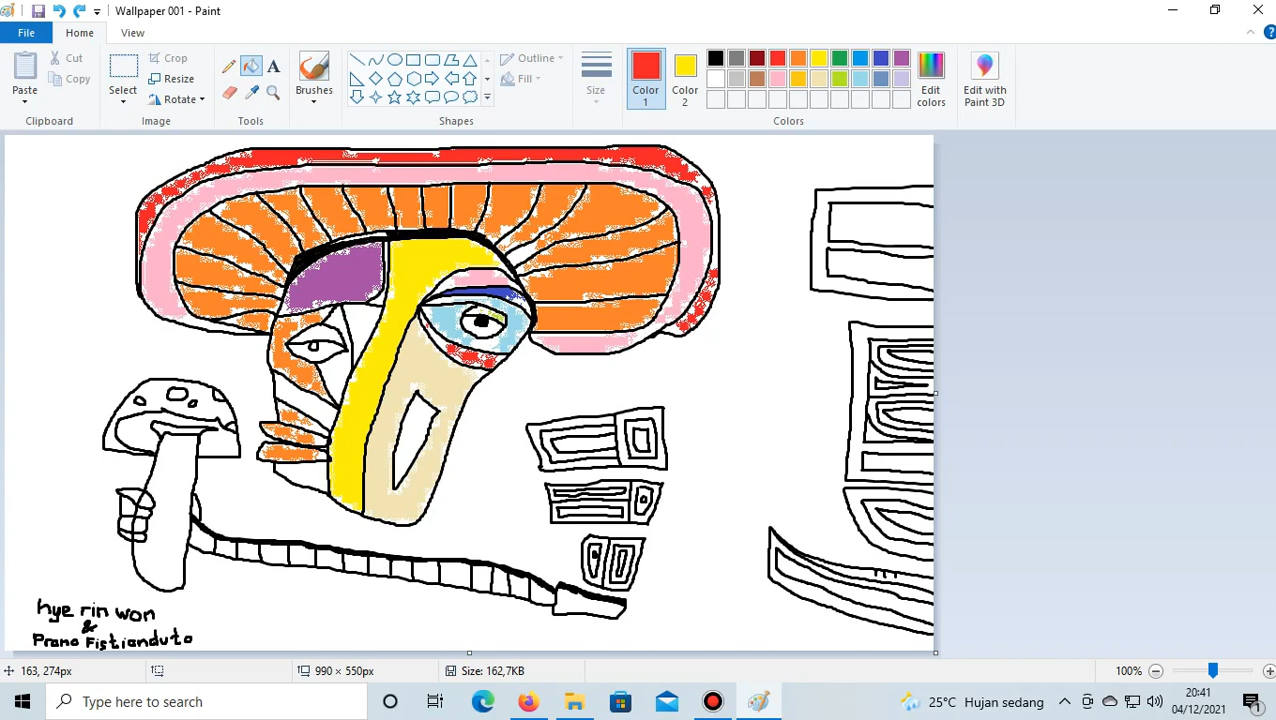 Wallpaper 001 - Paint
File
Home
View
Paste
Cut
Copy
Clipboard
Select
Crop
Resize
Rotate
Image
A
Tools
Brushes
Outline
Fill
Shapes
Size
Color 1
Color 2
Edit colors
Colors
Edit with Paint 3D
hye rin won
&
Prano Fistianduto
163, 274px
990 × 550px
Size: 162,7KB
100%
Type here to search
25°C Hujan sedang
20:41
04/12/2021
1